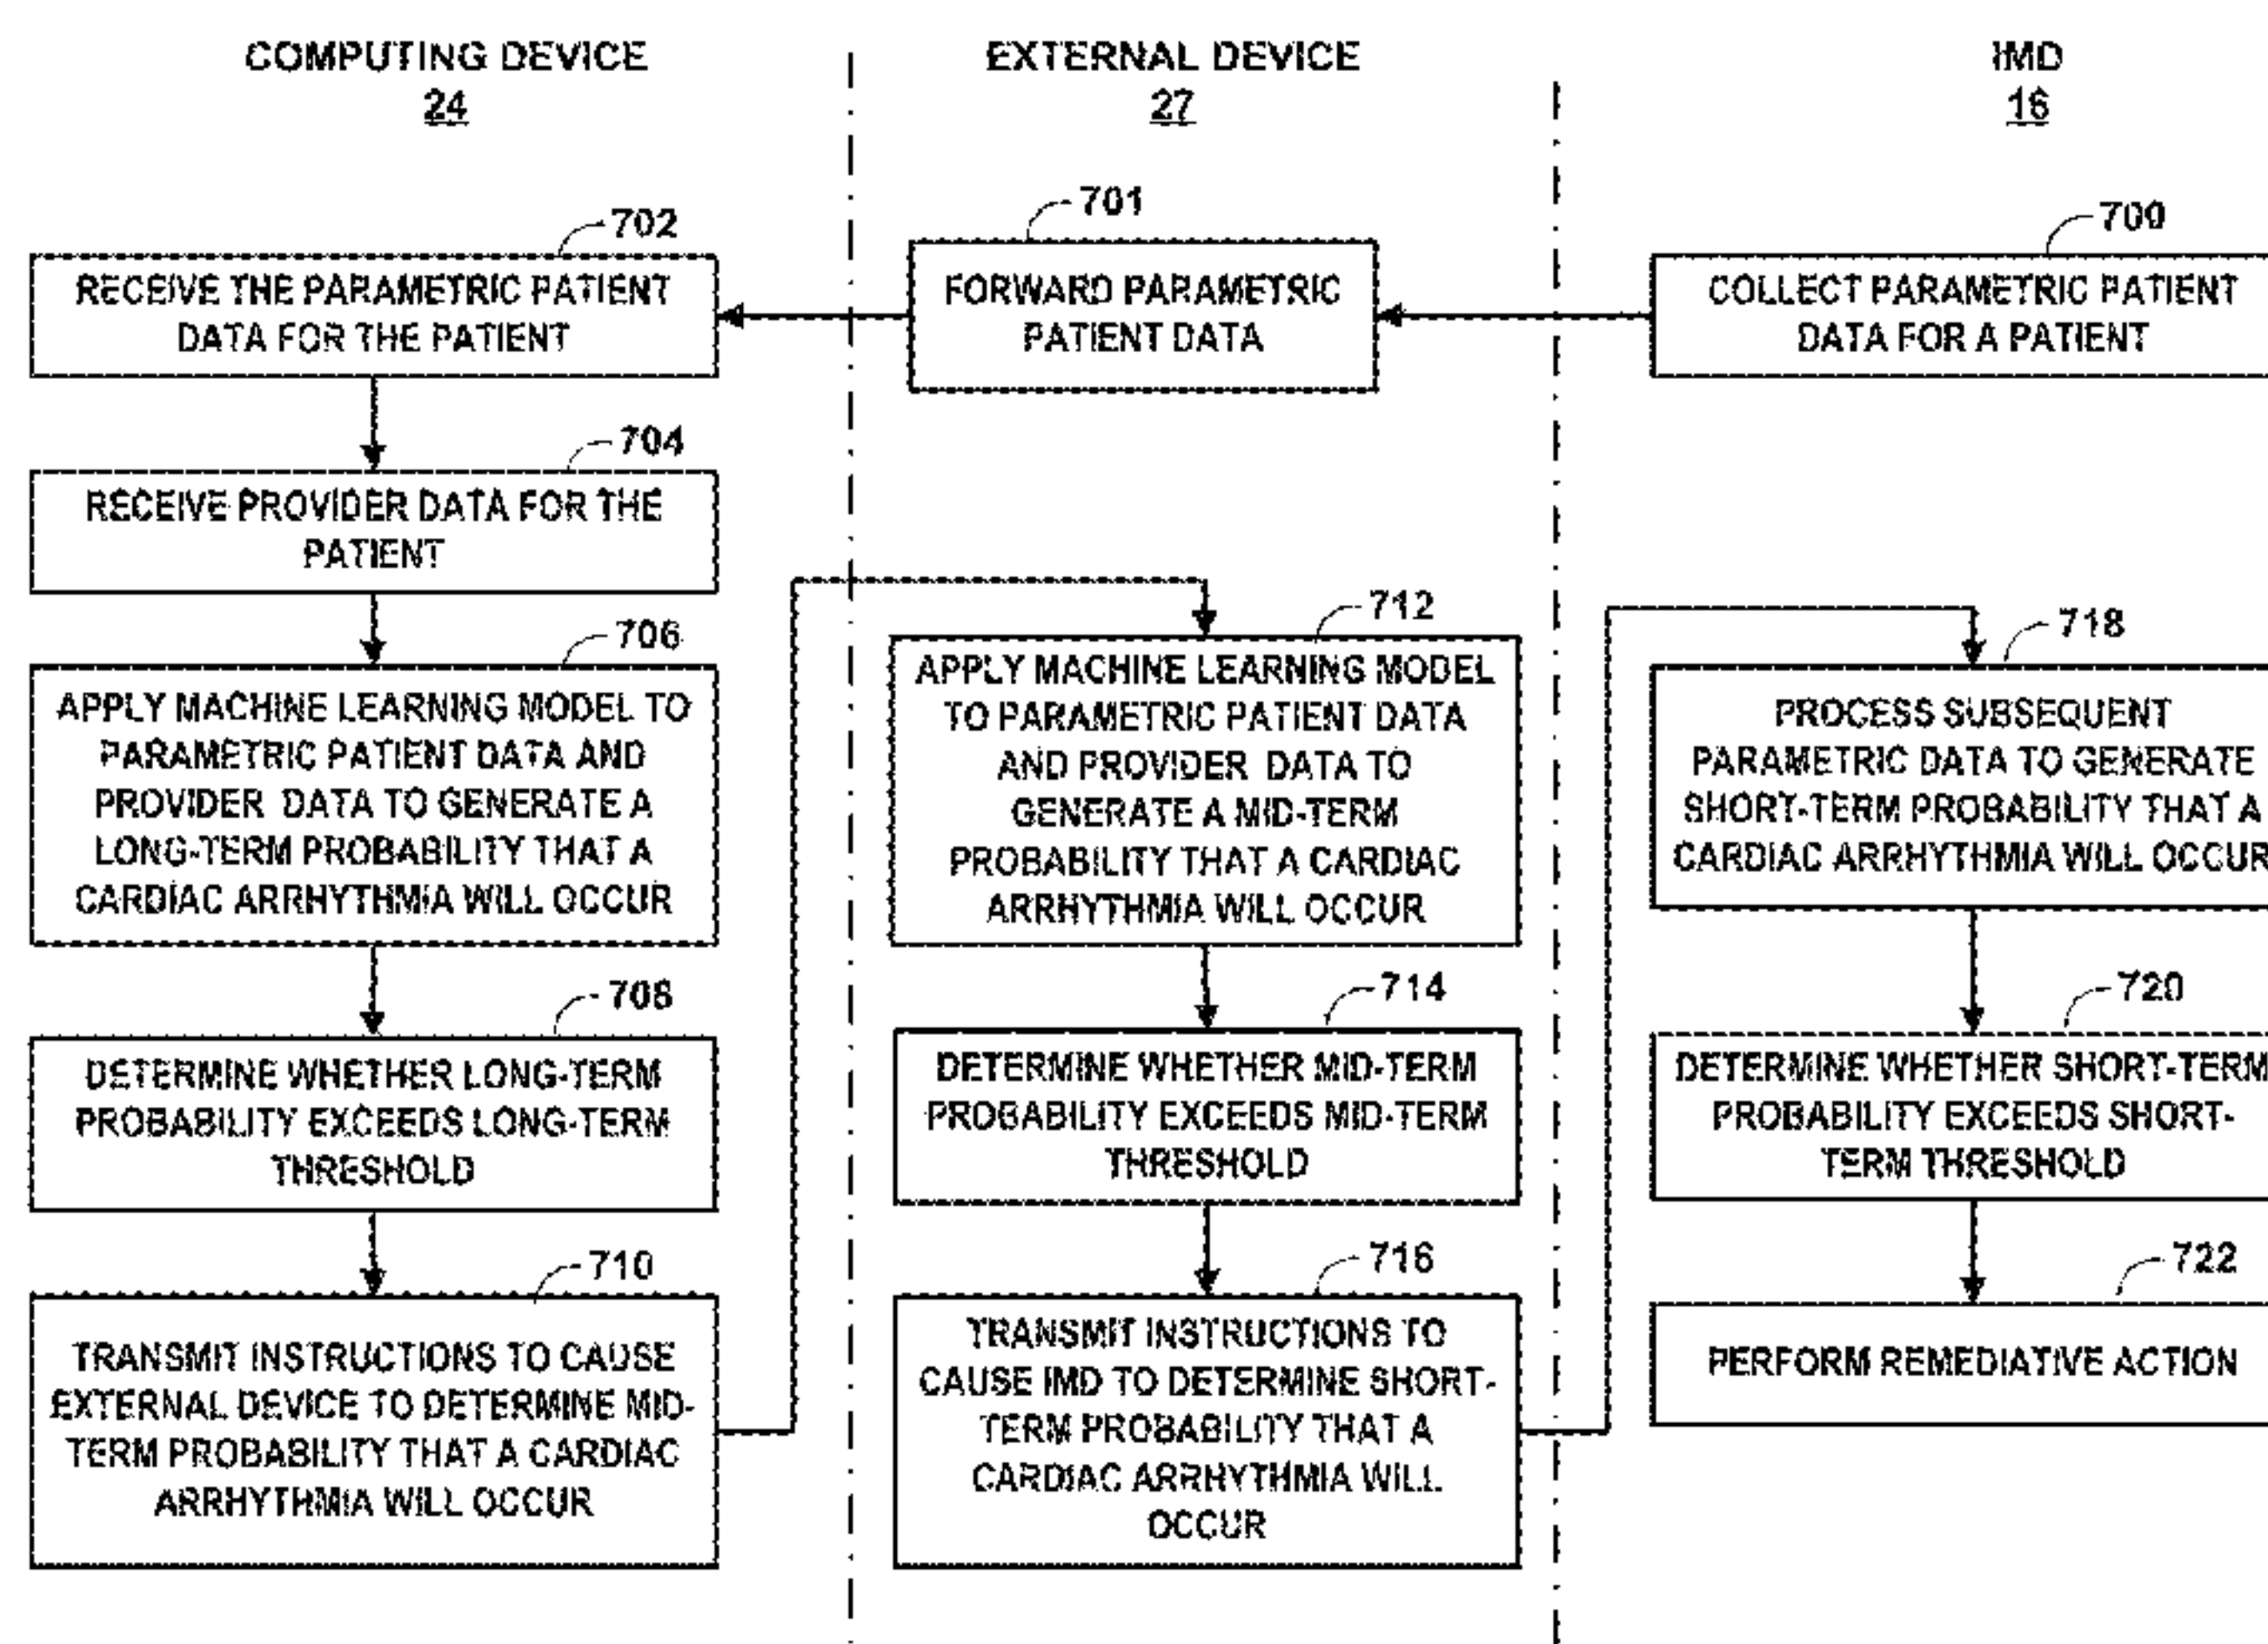 COMPUTING DEVICE
24
EXTERNAL DEVICE
27
IMD
16
702
RECEIVE THE PARAMETRIC PATIENT
DATA FOR THE PATIENT
701
FORWARD PARAMETRIC
PATIENT DATA
700
COLLECT PARAMETRIC PATIENT
DATA FOR A PATIENT
704
RECEIVE PROVIDER DATA FOR THE
PATIENT
706
APPLY MACHINE LEARNING MODEL TO
PARAMETRIC PATIENT DATA AND
PROVIDER DATA TO GENERATE A
LONG-TERM PROBABILITY THAT A
CARDIAC ARRHYTHMIA WILL OCCUR
708
DETERMINE WHETHER LONG-TERM
PROBABILITY EXCEEDS LONG-TERM
THRESHOLD
710
TRANSMIT INSTRUCTIONS TO CAUSE
EXTERNAL DEVICE TO DETERMINE MID-
TERM PROBABILITY THAT A CARDIAC
ARRHYTHMIA WILL OCCUR
712
APPLY MACHINE LEARNING MODEL
TO PARAMETRIC PATIENT DATA
AND PROVIDER DATA TO
GENERATE A MID-TERM
PROBABILITY THAT A CARDIAC
ARRHYTHMIA WILL OCCUR
714
DETERMINE WHETHER MID-TERM
PROBABILITY EXCEEDS MID-TERM
THRESHOLD
716
TRANSMIT INSTRUCTIONS TO
CAUSE IMD TO DETERMINE SHORT-
TERM PROBABILITY THAT A
CARDIAC ARRHYTHMIA WILL
OCCUR
718
PROCESS SUBSEQUENT
PARAMETRIC DATA TO GENERATE
SHORT-TERM PROBABILITY THAT A
CARDIAC ARRHYTHMIA WILL OCCUR
720
DETERMINE WHETHER SHORT-TERM
PROBABILITY EXCEEDS SHORT-
TERM THRESHOLD
722
PERFORM REMEDIATIVE ACTION